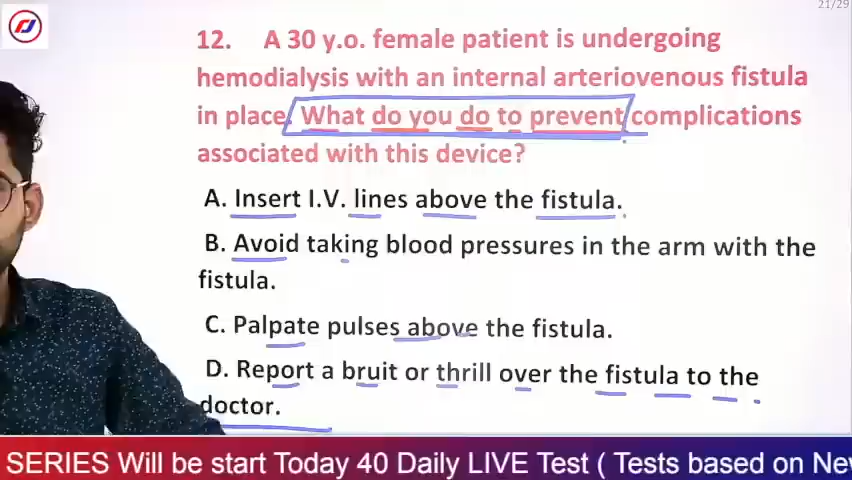 21/29
12. A 30 y.o. female patient is undergoing
hemodialysis with an internal arteriovenous fistula
in place. What do you do to prevent complications
associated with this device?
A. Insert I.V. lines above the fistula.
B. Avoid taking blood pressures in the arm with the
fistula.
C. Palpate pulses above the fistula.
D. Report a bruit or thrill over the fistula to the
doctor.
SERIES Will be start Today 40 Daily LIVE Test ( Tests based on Nev